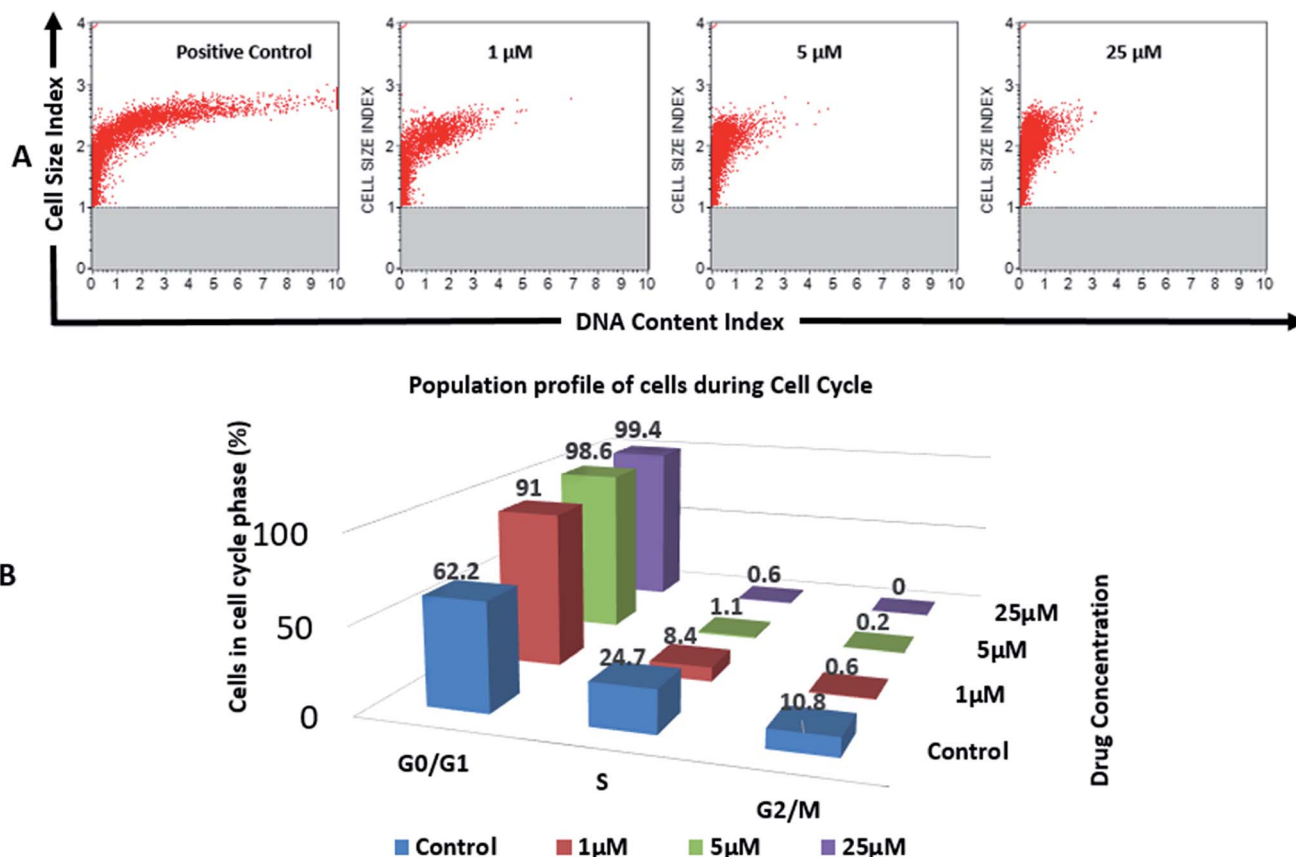 A
Cell Size Index
4
3
2
1
0
Positive Control
0 1 2 3 4 5 6 7 8 9 10
CELL SIZE INDEX
4
3
2
1
0
1 µM
0 1 2 3 4 5 6 7 8 9 10
CELL SIZE INDEX
4
3
2
1
0
5 µM
0 1 2 3 4 5 6 7 8 9 10
CELL SIZE INDEX
4
3
2
1
0
25 µM
0 1 2 3 4 5 6 7 8 9 10
DNA Content Index
B
Population profile of cells during Cell Cycle
Cells in cell cycle phase (%)
100
50
0
99.4
98.6
91
62.2
0.6
1.1
8.4
24.7
0
0.2
0.6
10.8
25µM
5µM
1µM
Control
Drug Concentration
G0/G1
S
G2/M
Control 1µM 5µM 25µM